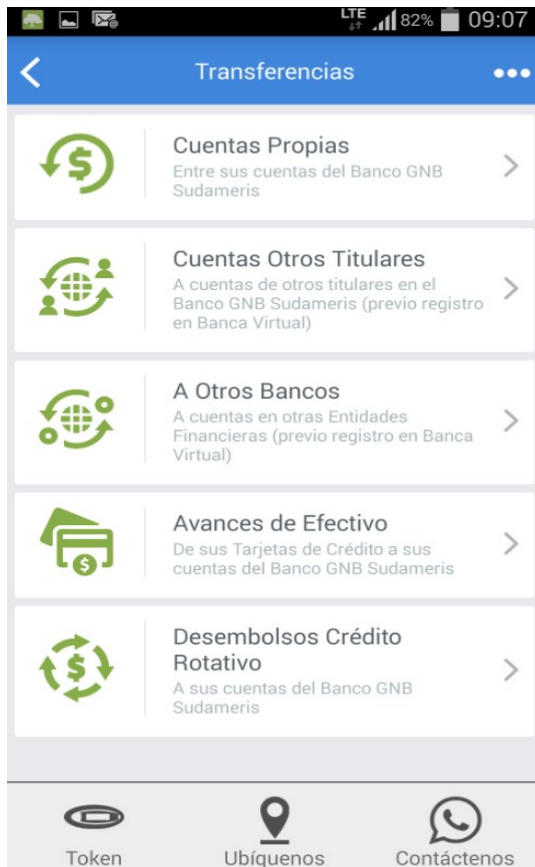 LTE 82% 09:07
Transferencias
Cuentas Propias
Entre sus cuentas del Banco GNB
Sudameris
Cuentas Otros Titulares
A cuentas de otros titulares en el
Banco GNB Sudameris (previo registro
en Banca Virtual)
A Otros Bancos
A cuentas en otras Entidades
Financieras (previo registro en Banca
Virtual)
Avances de Efectivo
De sus Tarjetas de Crédito a sus
cuentas del Banco GNB Sudameris
Desembolsos Crédito
Rotativo
A sus cuentas del Banco GNB
Sudameris
Token Ubíquenos Contáctenos